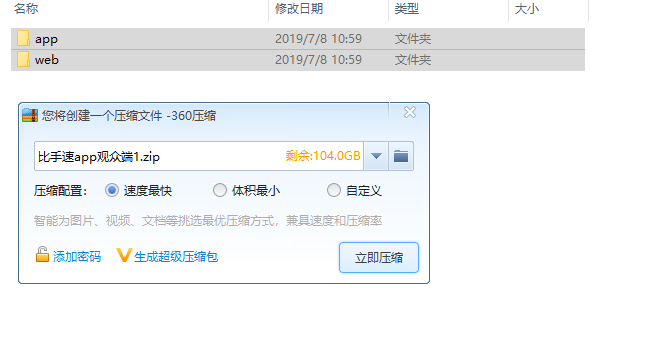 名称 修改日期 类型 大小
app 2019/7/8 10:59 文件夹
web 2019/7/8 10:59 文件夹
您将创建一个压缩文件 -360压缩
比手速app观众端1.zip 剩余:104.0GB
压缩配置： 速度最快 体积最小 自定义
智能为图片、视频、文档等挑选最优压缩方式，兼具速度和压缩率
添加密码 生成超级压缩包 立即压缩